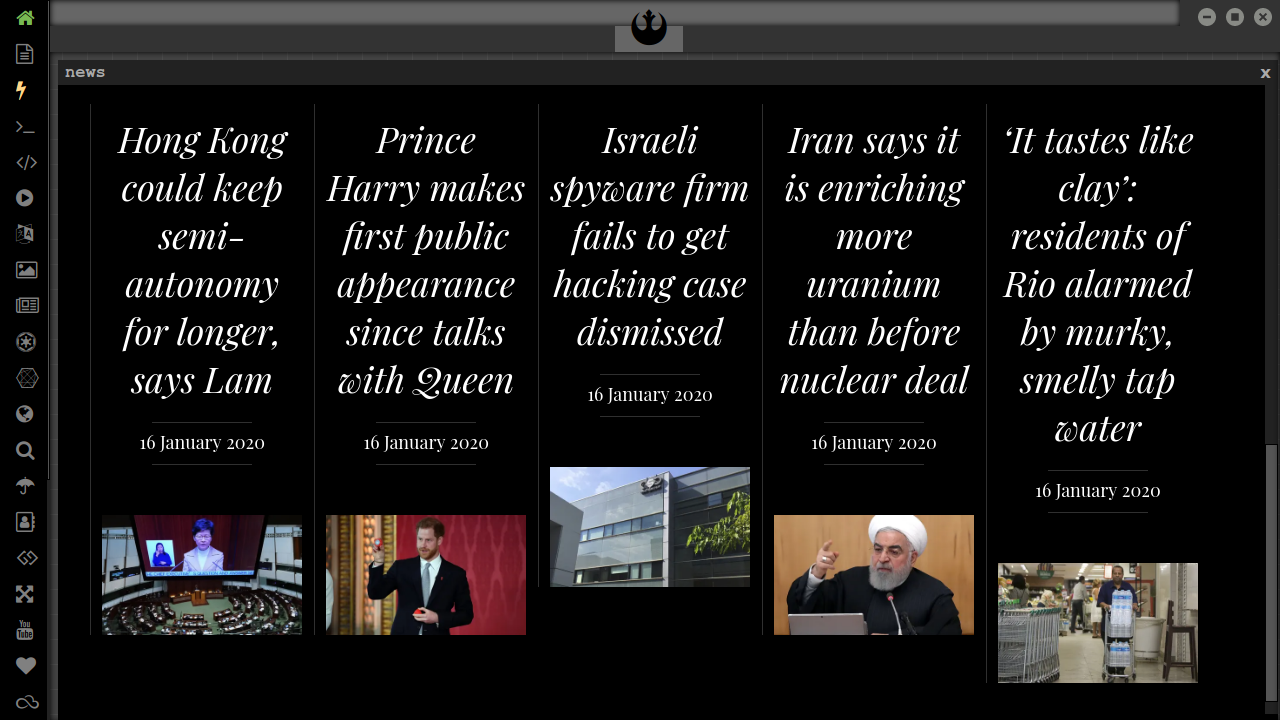 news
x
Hong Kong
could keep
semi-
autonomy
for longer,
says Lam
16 January 2020
Prince
Harry makes
first public
appearance
since talks
with Queen
16 January 2020
Israeli
spyware firm
fails to get
hacking case
dismissed
16 January 2020
Iran says it
is enriching
more
uranium
than before
nuclear deal
16 January 2020
‘It tastes like
clay’:
residents of
Rio alarmed
by murky,
smelly tap
water
16 January 2020
You
Tube